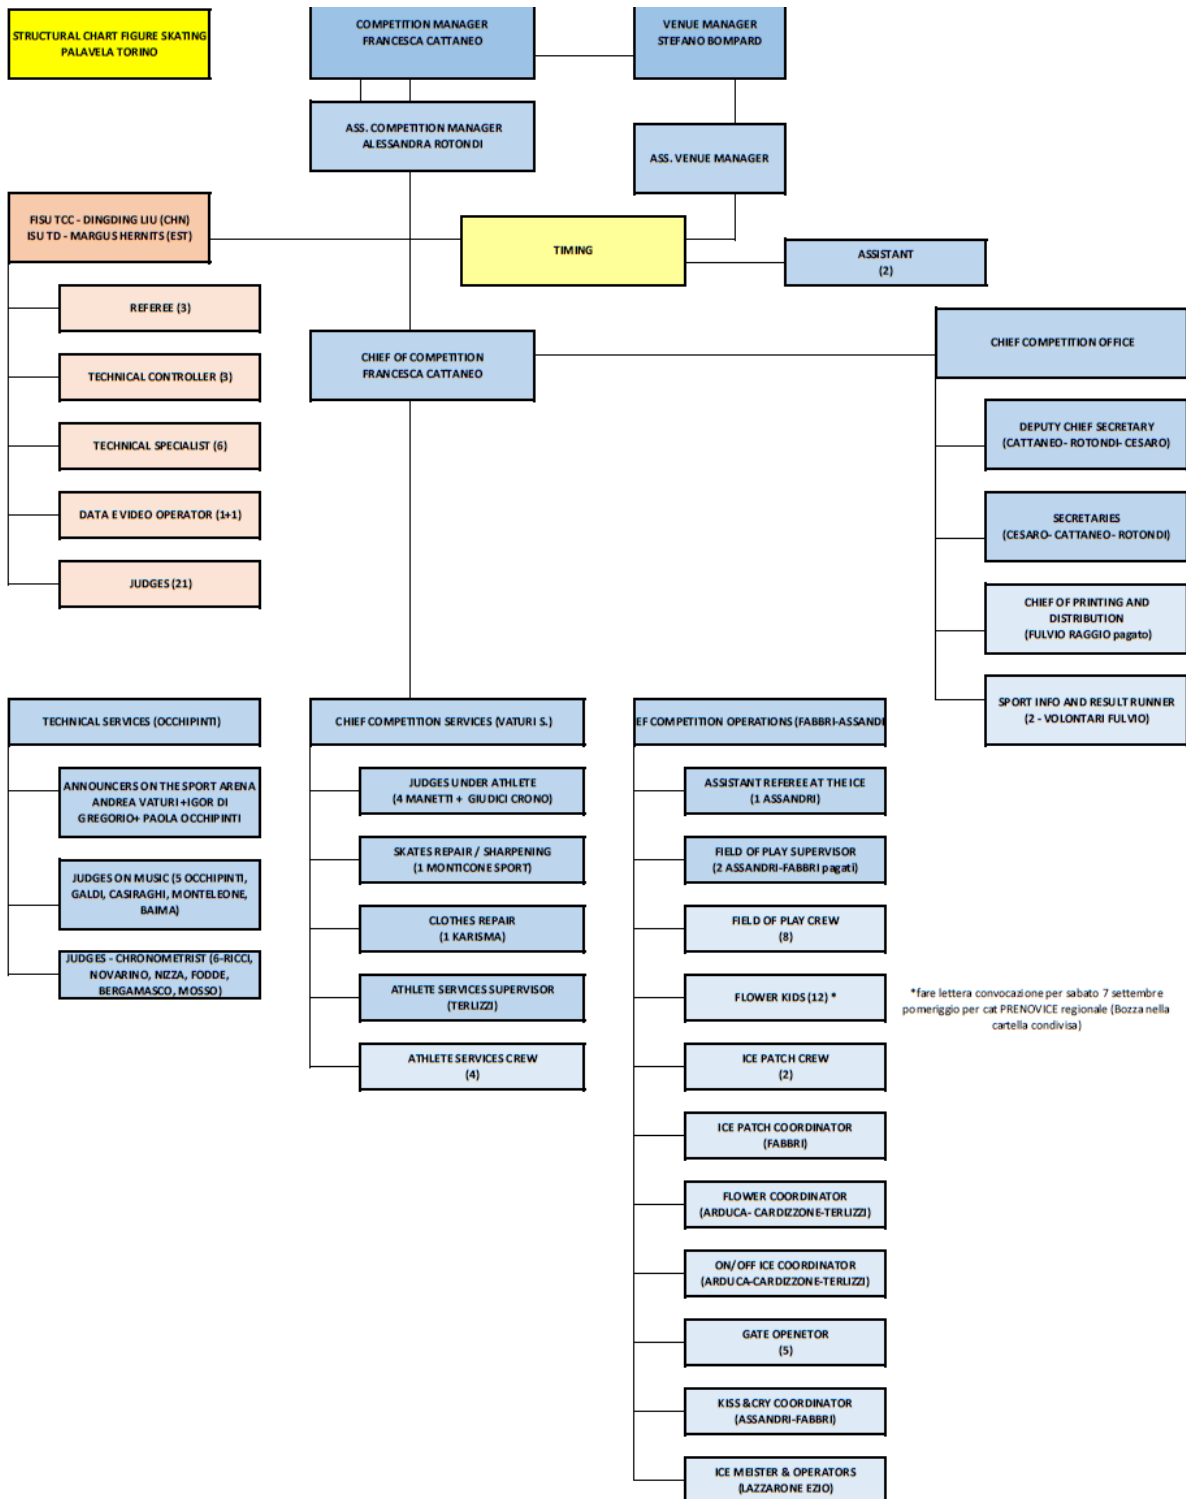 STRUCTURAL CHART FIGURE SKATING
PALAVELA TORINO
COMPETITION MANAGER
FRANCESCA CATTANEO
VENUE MANAGER
STEFANO BOMPARD
ASS. COMPETITION MANAGER
ALESSANDRA ROTONDI
ASS. VENUE MANAGER
FISU TCC - DINGDING LIU (CHN)
ISU TD - MARGUS HERNITS (EST)
TIMING
ASSISTANT
(2)
REFEREE (3)
TECHNICAL CONTROLLER (3)
TECHNICAL SPECIALIST (6)
DATA E VIDEO OPERATOR (1+1)
JUDGES (21)
CHIEF OF COMPETITION
FRANCESCA CATTANEO
CHIEF COMPETITION OFFICE
DEPUTY CHIEF SECRETARY
(CATTANEO- ROTONDI- CESARO)
SECRETARIES
(CESARO- CATTANEO- ROTONDI)
CHIEF OF PRINTING AND
DISTRIBUTION
(FULVIO RAGGIO pagato)
SPORT INFO AND RESULT RUNNER
(2 - VOLONTARI FULVIO)
TECHNICAL SERVICES (OCCHIPINTI)
ANNOUNCERS ON THE SPORT ARENA
ANDREA VATURI +IGOR DI
GREGORIO+ PAOLA OCCHIPINTI
JUDGES ON MUSIC (5 OCCHIPINTI,
GALDI, CASIRAGHI, MONTELEONE,
BAIMA)
JUDGES - CHRONOMETRIST (6-RICCI,
NOVARINO, NIZZA, FODDE,
BERGAMASCO, MOSSO)
CHIEF COMPETITION SERVICES (VATURI S.)
JUDGES UNDER ATHLETE
(4 MANETTI + GIUDICI CRONO)
SKATES REPAIR / SHARPENING
(1 MONTICONE SPORT)
CLOTHES REPAIR
(1 KARISMA)
ATHLETE SERVICES SUPERVISOR
(TERLIZZI)
ATHLETE SERVICES CREW
(4)
EF COMPETITION OPERATIONS (FABBRI-ASSANDI
ASSISTANT REFEREE AT THE ICE
(1 ASSANDRI)
FIELD OF PLAY SUPERVISOR
(2 ASSANDRI-FABBRI pagati)
FIELD OF PLAY CREW
(8)
FLOWER KIDS (12) *
*fare lettera convocazione per sabato 7 settembre
pomeriggio per cat PRENOVICE regionale (Bozza nella
cartella condivisa)
ICE PATCH CREW
(2)
ICE PATCH COORDINATOR
(FABBRI)
FLOWER COORDINATOR
(ARDUCA- CARDIZZONE-TERLIZZI)
ON/OFF ICE COORDINATOR
(ARDUCA-CARDIZZONE-TERLIZZI)
GATE OPENETOR
(5)
KISS &CRY COORDINATOR
(ASSANDRI-FABBRI)
ICE MEISTER & OPERATORS
(LAZZARONE EZIO)